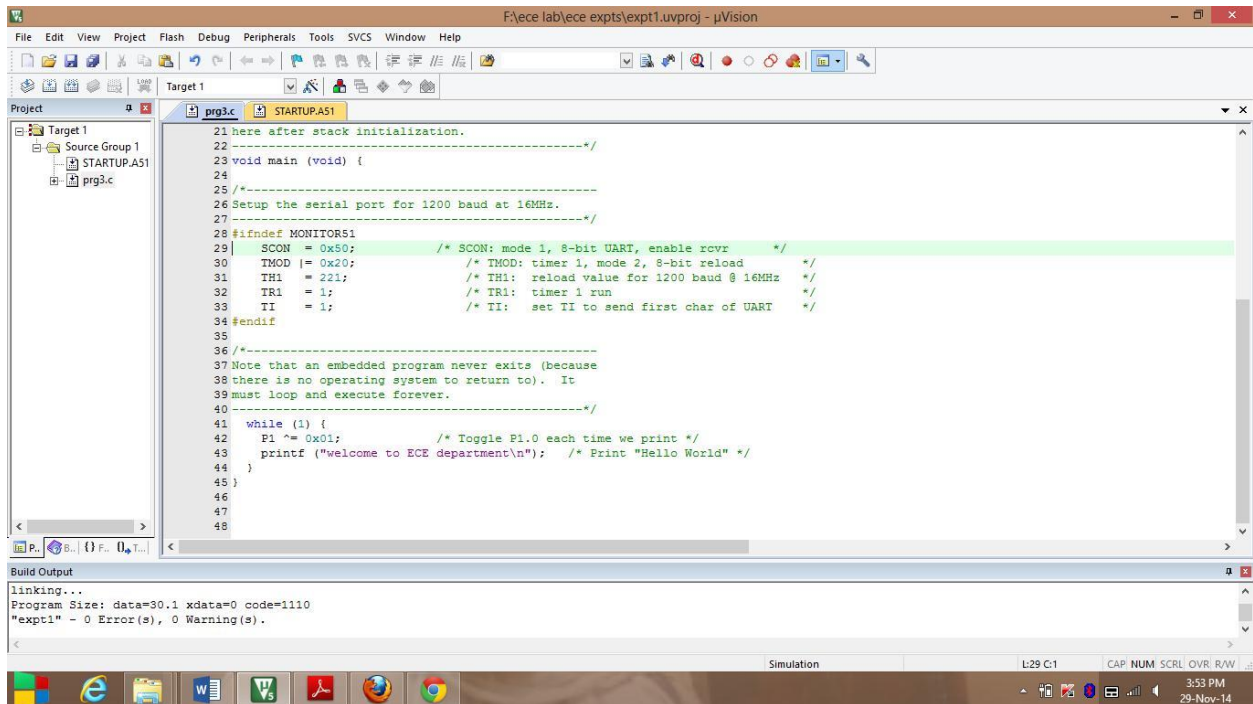 F:\ece lab\ece expts\expt1.uvproj - µVision
File Edit View Project Flash Debug Peripherals Tools SVCS Window Help
Target 1
Project
prg3.c STARTUP.A51
Target 1
Source Group 1
STARTUP.A51
prg3.c
21 here after stack initialization.
22 ------------------------------------------------*/
23 void main (void) {
24
25 /*------------------------------------------------
26 Setup the serial port for 1200 baud at 16MHz.
27 ------------------------------------------------*/
28 #ifndef MONITOR51
29 SCON = 0x50; /* SCON: mode 1, 8-bit UART, enable rcvr */
30 TMOD |= 0x20; /* TMOD: timer 1, mode 2, 8-bit reload */
31 TH1 = 221; /* TH1: reload value for 1200 baud @ 16MHz */
32 TR1 = 1; /* TR1: timer 1 run */
33 TI = 1; /* TI: set TI to send first char of UART */
34 #endif
35
36 /*------------------------------------------------
37 Note that an embedded program never exits (because
38 there is no operating system to return to). It
39 must loop and execute forever.
40 ------------------------------------------------*/
41 while (1) {
42 P1 ^= 0x01; /* Toggle P1.0 each time we print */
43 printf ("welcome to ECE department\n"); /* Print "Hello World" */
44 }
45 }
46
47
48
P... B... {} F... T...
Build Output
linking...
Program Size: data=30.1 xdata=0 code=1110
"expt1" - 0 Error(s), 0 Warning(s).
Simulation L:29 C:1 CAP NUM SCRL OVR R/W
3:53 PM
29-Nov-14